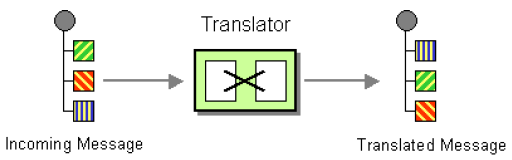 Translator
Incoming Message
Translated Message